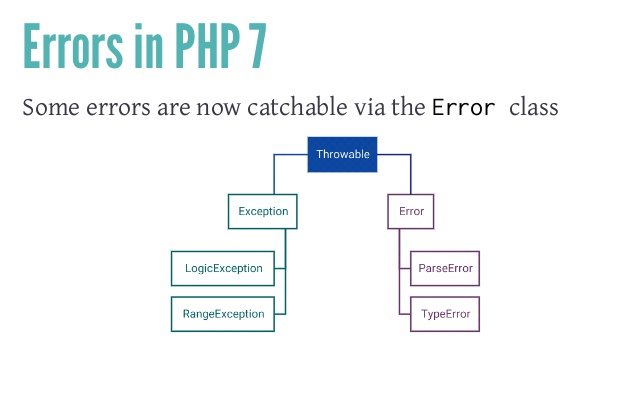 Errors in PHP 7
Some errors are now catchable via the Error class
Throwable
Exception
Error
LogicException
ParseError
RangeException
TypeError